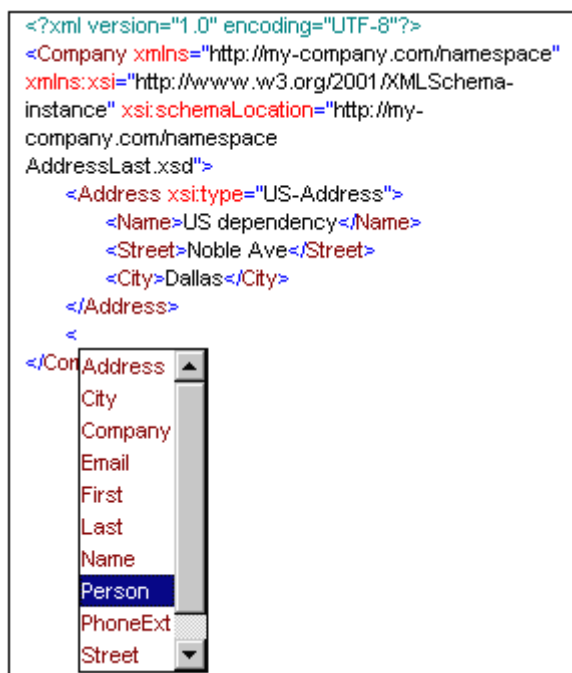 <?xml version="1.0" encoding="UTF-8"?>
<Company xmlns="http://my-company.com/namespace"
xmlns:xsi="http://www.w3.org/2001/XMLSchema-
instance" xsi:schemaLocation="http://my-
company.com/namespace
AddressLast.xsd">
<Address xsi:type="US-Address">
<Name>US dependency</Name>
<Street>Noble Ave</Street>
<City>Dallas</City>
</Address>
<
</Com
Address
City
Company
Email
First
Last
Name
Person
PhoneExt
Street